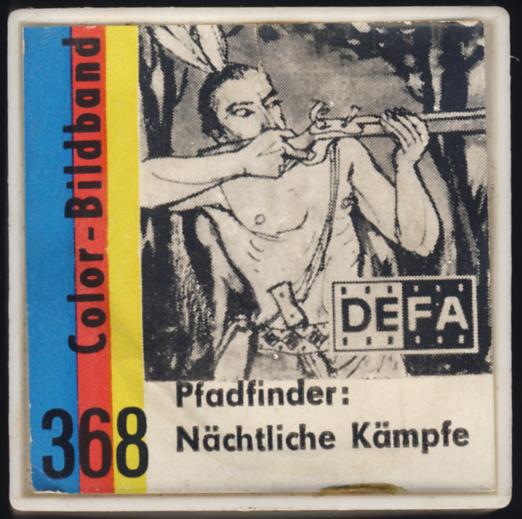 Color-Bildband
DEFA
Pfadfinder:
368
Nächtliche Kämpfe